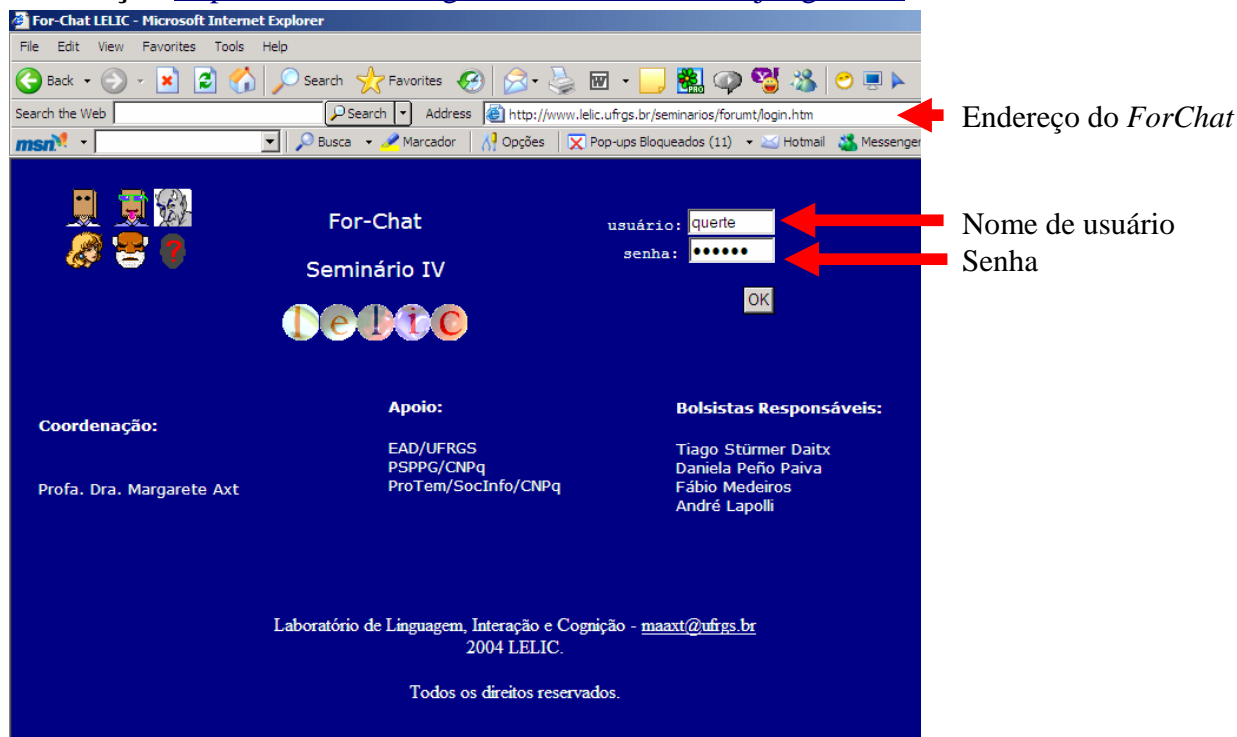 For-Chat LELIC - Microsoft Internet Explorer
File Edit View Favorites Tools Help
Back Search Favorites
Search the Web Search Address http://www.lelic.ufrgs.br/seminarios/forumt/login.htm
Endereço do ForChat
msn Busca Marcador Opções Pop-ups Bloqueados (11) Hotmail Messenger
For-Chat
usuário: querte
Nome de usuário
senha: ••••••
Senha
Seminário IV
OK
lelic
Coordenação:
Profa. Dra. Margarete Axt
Apoio:
EAD/UFRGS
PSPPG/CNPq
ProTem/SocInfo/CNPq
Bolsistas Responsáveis:
Tiago Stürmer Daitx
Daniela Peño Paiva
Fábio Medeiros
André Lapolli
Laboratório de Linguagem, Interação e Cognição - maaxt@ufrgs.br
2004 LELIC.
Todos os direitos reservados.